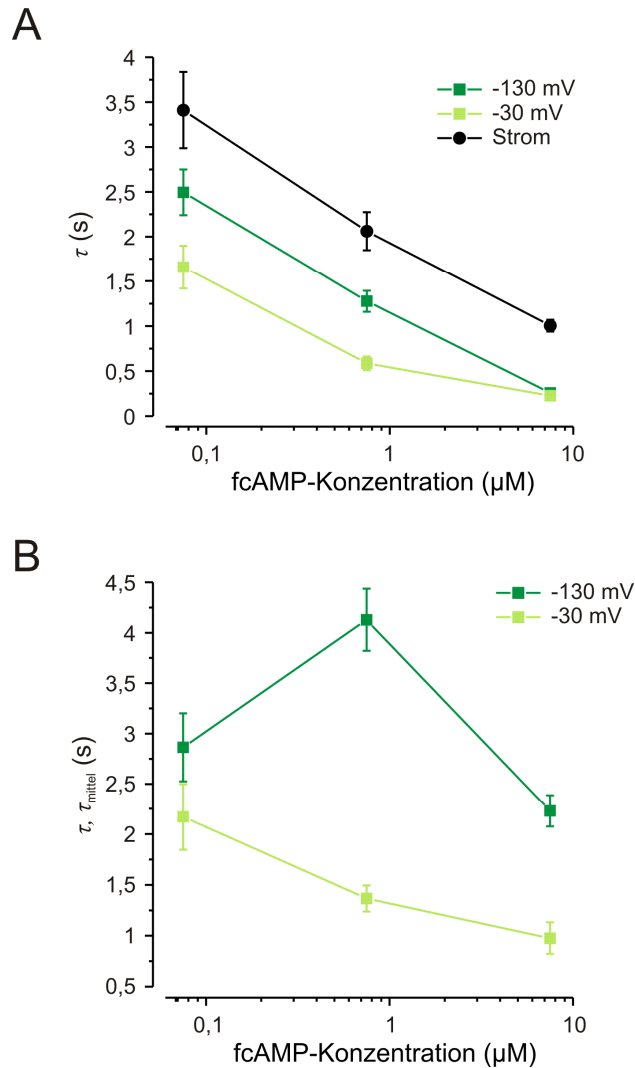 A
4
3,5
3
2,5
2
1,5
1
0,5
0
τ (s)
-130 mV
-30 mV
Strom
0,1 1 10
fcAMP-Konzentration (µM)
B
4,5
4
3,5
3
2,5
2
1,5
1
0,5
τ, τmittel (s)
-130 mV
-30 mV
0,1 1 10
fcAMP-Konzentration (µM)